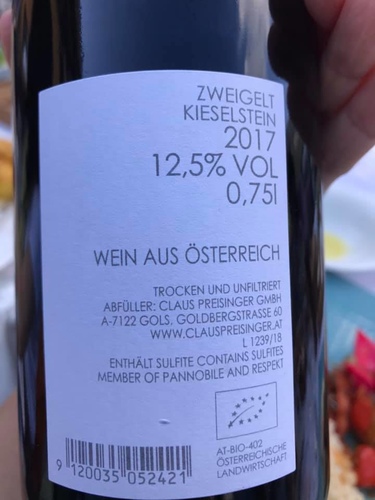 ZWEIGELT
KIESELSTEIN
2017
12,5% VOL
0,75l
WEIN AUS ÖSTERREICH
TROCKEN UND UNFILTRIERT
ABFÜLLER: CLAUS PREISINGER GMBH
A-7122 GOLS, GOLDBERGSTRASSE 60
WWW.CLAUSPREISINGER.AT
L 1239/18
ENTHÄLT SULFITE CONTAINS SULFITES
MEMBER OF PANNOBILE AND RESPEKT
AT-BIO-402
ÖSTERREICHISCHE
LANDWIRTSCHAFT
9 120035 052421